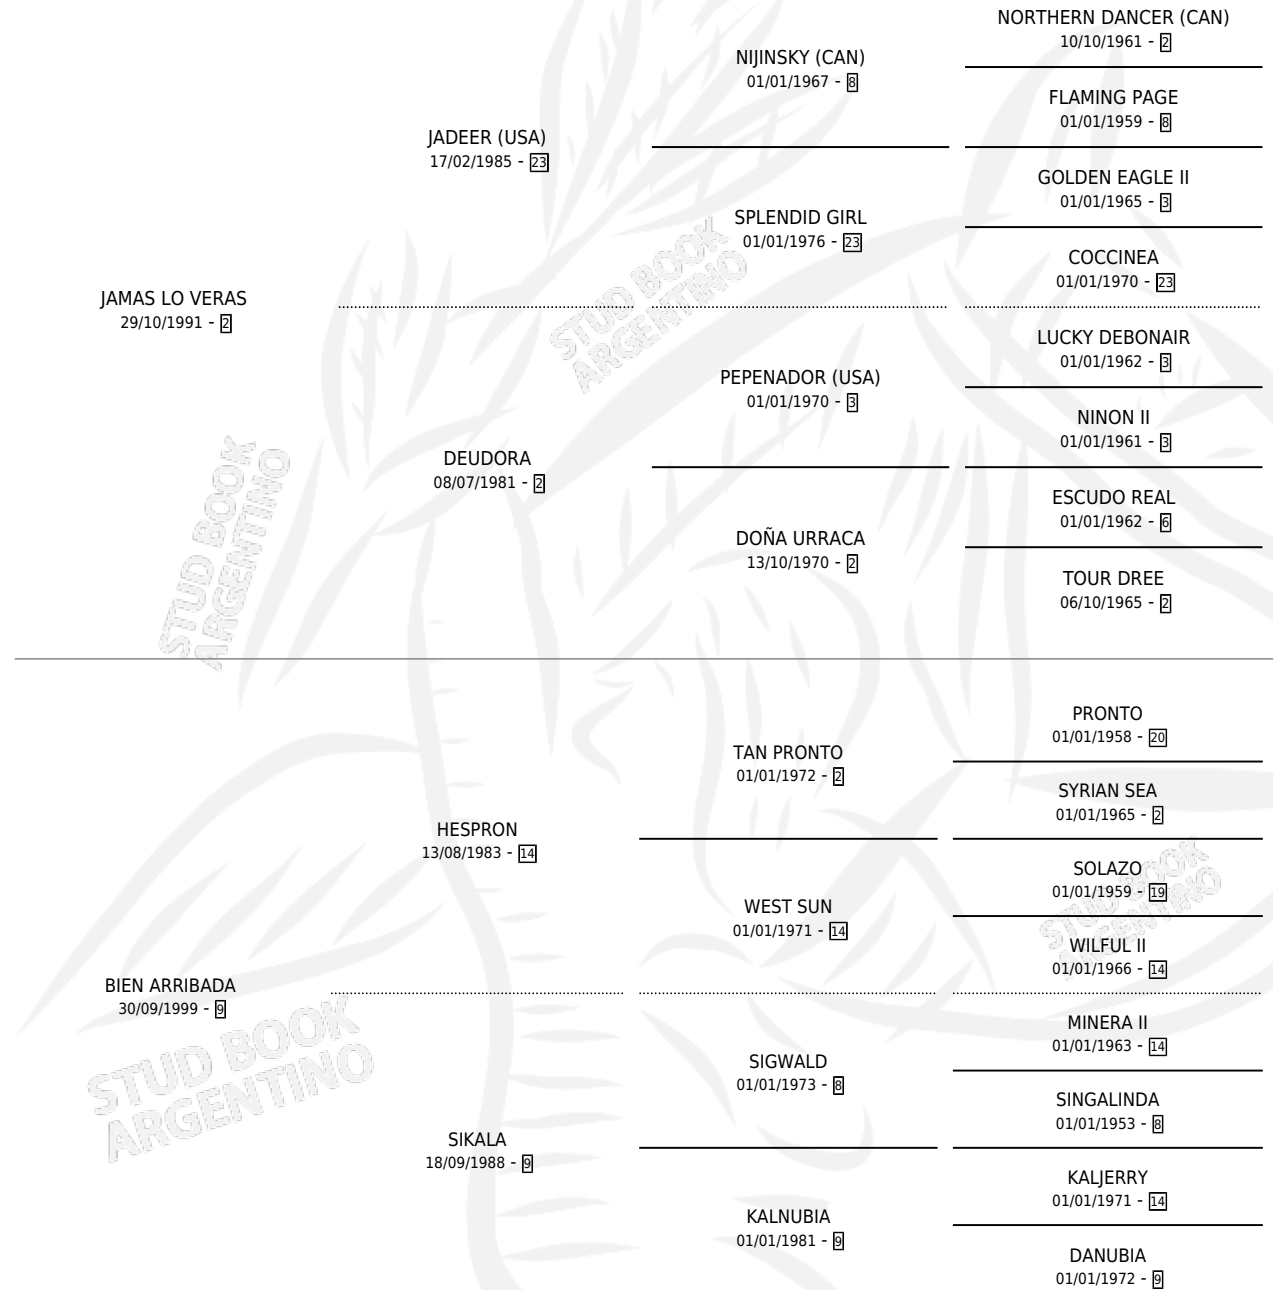 NORTHERN DANCER (CAN)
10/10/1961 - 2
NIJINSKY (CAN)
01/01/1967 - 8
FLAMING PAGE
01/01/1959 - 8
JADEER (USA)
17/02/1985 - 23
GOLDEN EAGLE II
01/01/1965 - 3
SPLENDID GIRL
01/01/1976 - 23
COCCINEA
01/01/1970 - 23
JAMAS LO VERAS
29/10/1991 - 2
LUCKY DEBONAIR
01/01/1962 - 3
PEPENADOR (USA)
01/01/1970 - 3
NINON II
01/01/1961 - 3
DEUDORA
08/07/1981 - 2
ESCUDO REAL
01/01/1962 - 6
DOÑA URRACA
13/10/1970 - 2
TOUR DREE
06/10/1965 - 2
PRONTO
01/01/1958 - 20
TAN PRONTO
01/01/1972 - 2
SYRIAN SEA
01/01/1965 - 2
HESPRON
13/08/1983 - 14
SOLAZO
01/01/1959 - 19
WEST SUN
01/01/1971 - 14
WILFUL II
01/01/1966 - 14
BIEN ARRIBADA
30/09/1999 - 9
MINERA II
01/01/1963 - 14
SIGWALD
01/01/1973 - 8
SINGALINDA
01/01/1953 - 8
SIKALA
18/09/1988 - 9
KALJERRY
01/01/1971 - 14
KALNUBIA
01/01/1981 - 9
DANUBIA
01/01/1972 - 9
STUD BOOK
ARGENTINO
STUD BOOK
ARGENTINO
STUD BOOK
ARGENTINO
STUD BOOK
ARGENTINO